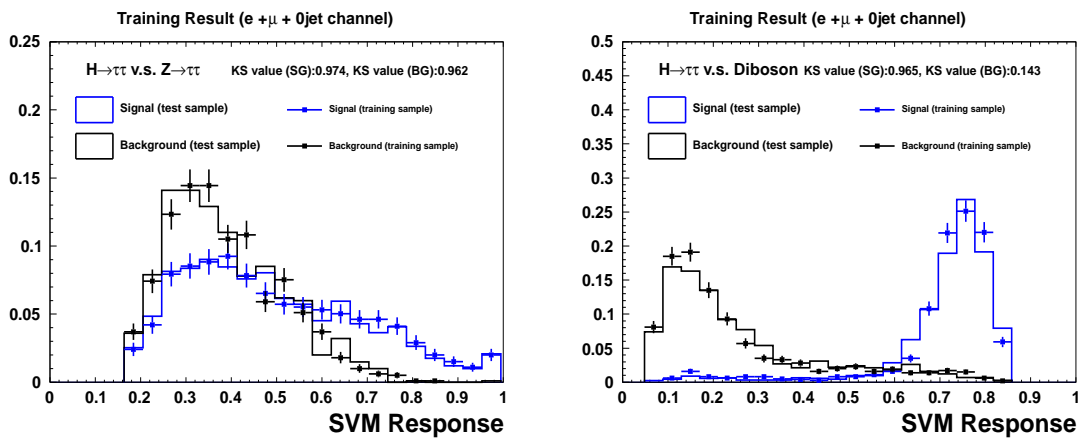 Training Result (e +μ + 0jet channel)
0.25
0.2
0.15
0.1
0.05
0
H→ττ v.s. Z→ττ KS value (SG):0.974, KS value (BG):0.962
Signal (test sample) Signal (training sample)
Background (test sample) Background (training sample)
0 0.1 0.2 0.3 0.4 0.5 0.6 0.7 0.8 0.9 1
SVM Response
Training Result (e +μ + 0jet channel)
0.5
0.45
0.4
0.35
0.3
0.25
0.2
0.15
0.1
0.05
0
H→ττ v.s. Diboson KS value (SG):0.965, KS value (BG):0.143
Signal (test sample) Signal (training sample)
Background (test sample) Background (training sample)
0 0.1 0.2 0.3 0.4 0.5 0.6 0.7 0.8 0.9 1
SVM Response